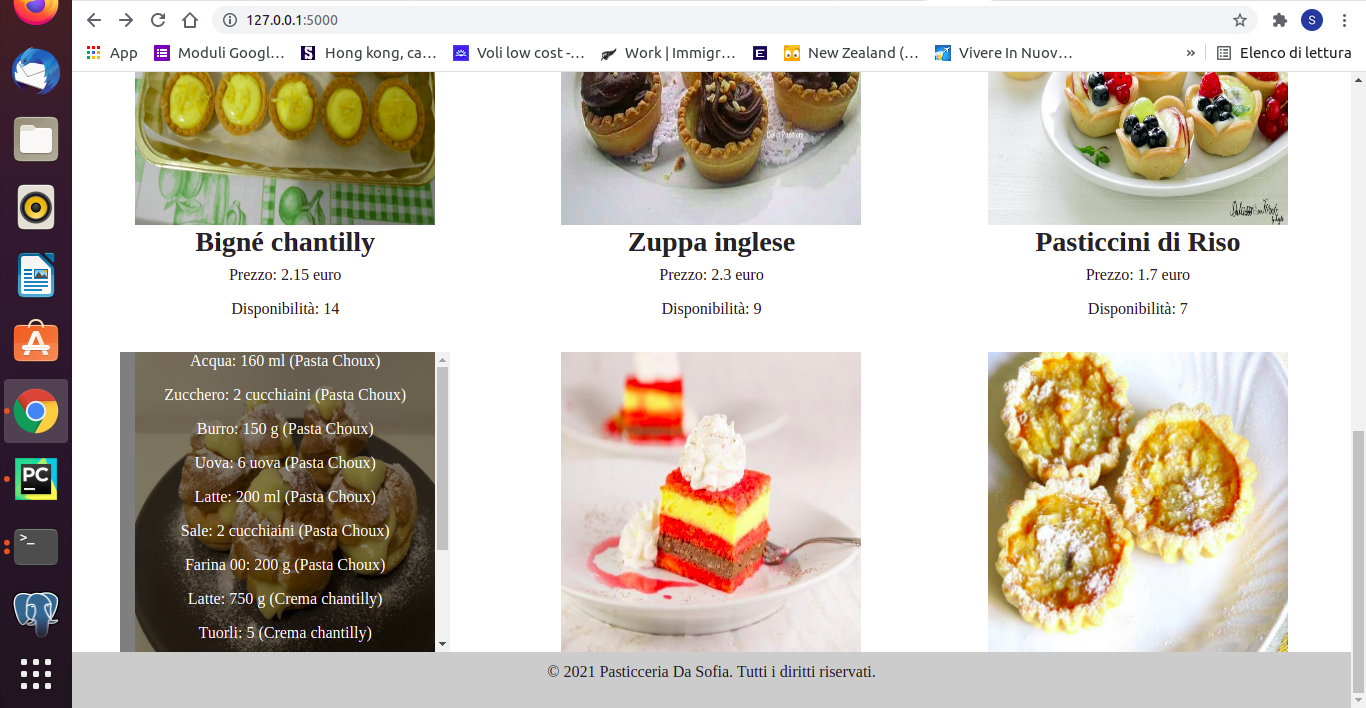 127.0.0.1:5000
S
App
Moduli Googl…
Hong kong, ca…
Voli low cost -…
Work | Immigr…
E
New Zealand (…
Vivere In Nuov…
»
Elenco di lettura
Bigné chantilly
Prezzo: 2.15 euro
Disponibilità: 14
Zuppa inglese
Prezzo: 2.3 euro
Disponibilità: 9
Pasticcini di Riso
Prezzo: 1.7 euro
Disponibilità: 7
Acqua: 160 ml (Pasta Choux)
Zucchero: 2 cucchiaini (Pasta Choux)
Burro: 150 g (Pasta Choux)
Uova: 6 uova (Pasta Choux)
Latte: 200 ml (Pasta Choux)
Sale: 2 cucchiaini (Pasta Choux)
Farina 00: 200 g (Pasta Choux)
Latte: 750 g (Crema chantilly)
Tuorli: 5 (Crema chantilly)
PC
>_
© 2021 Pasticceria Da Sofia. Tutti i diritti riservati.